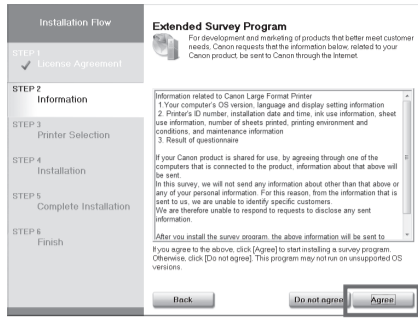 Installation Flow
STEP 1
License Agreement
STEP 2
Information
STEP 3
Printer Selection
STEP 4
Installation
STEP 5
Complete Installation
STEP 6
Finish
Extended Survey Program
For development and marketing of products that better meet customer
needs, Canon requests that the information below, related to your
Canon product, be sent to Canon through the Internet.
Information related to Canon Large Format Printer
1.Your computer's OS version, language and display setting information
2. Printer's ID number, installation date and time, ink use information, sheet
use information, number of sheets printed, printing environment and
conditions, and maintenance information
3. Result of questionnaire
If your Canon product is shared for use, by agreeing through one of the
computers that is connected to the product, information about that above will
be sent.
In this survey, we will not send any information about other than that above or
any of your personal information. For this reason, from the information that is
sent to us, we are unable to identify specific customers.
We are therefore unable to respond to requests to disclose any sent
information.
After you install the survey program, the above information will be sent to
If you agree to the above, click [Agree] to start installing a survey program.
Otherwise, click [Do not agree]. This program may not run on unsupported OS
versions.
Back
Do not agree
Agree